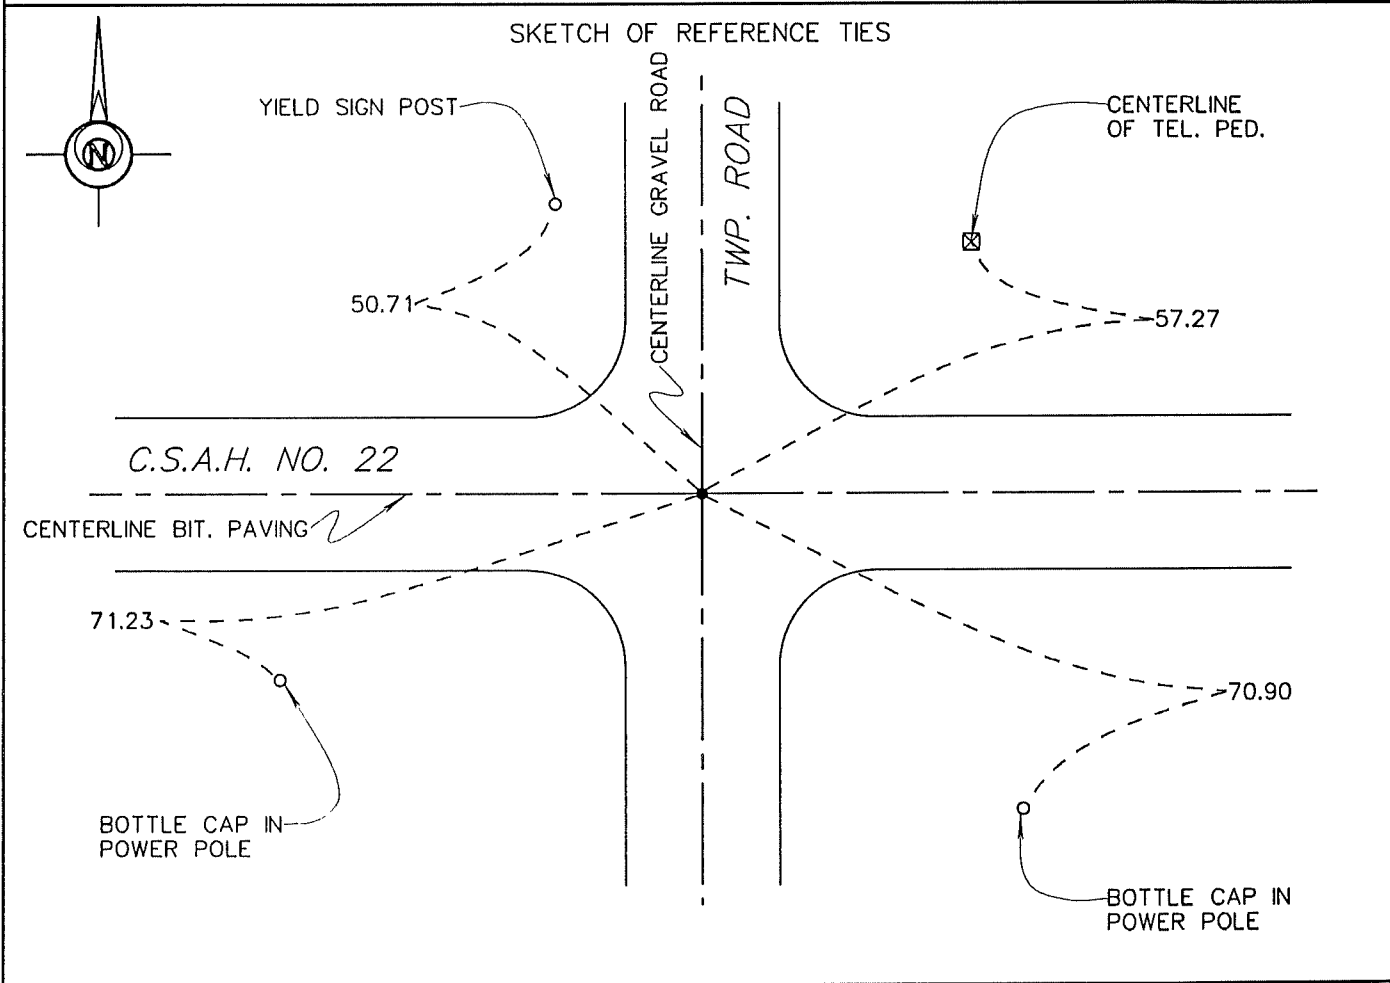 SKETCH OF REFERENCE TIES
N
YIELD SIGN POST
CENTERLINE GRAVEL ROAD
TWP. ROAD
CENTERLINE
OF TEL. PED.
50.71
57.27
C.S.A.H. NO. 22
CENTERLINE BIT. PAVING
71.23
70.90
BOTTLE CAP IN
POWER POLE
BOTTLE CAP IN
POWER POLE